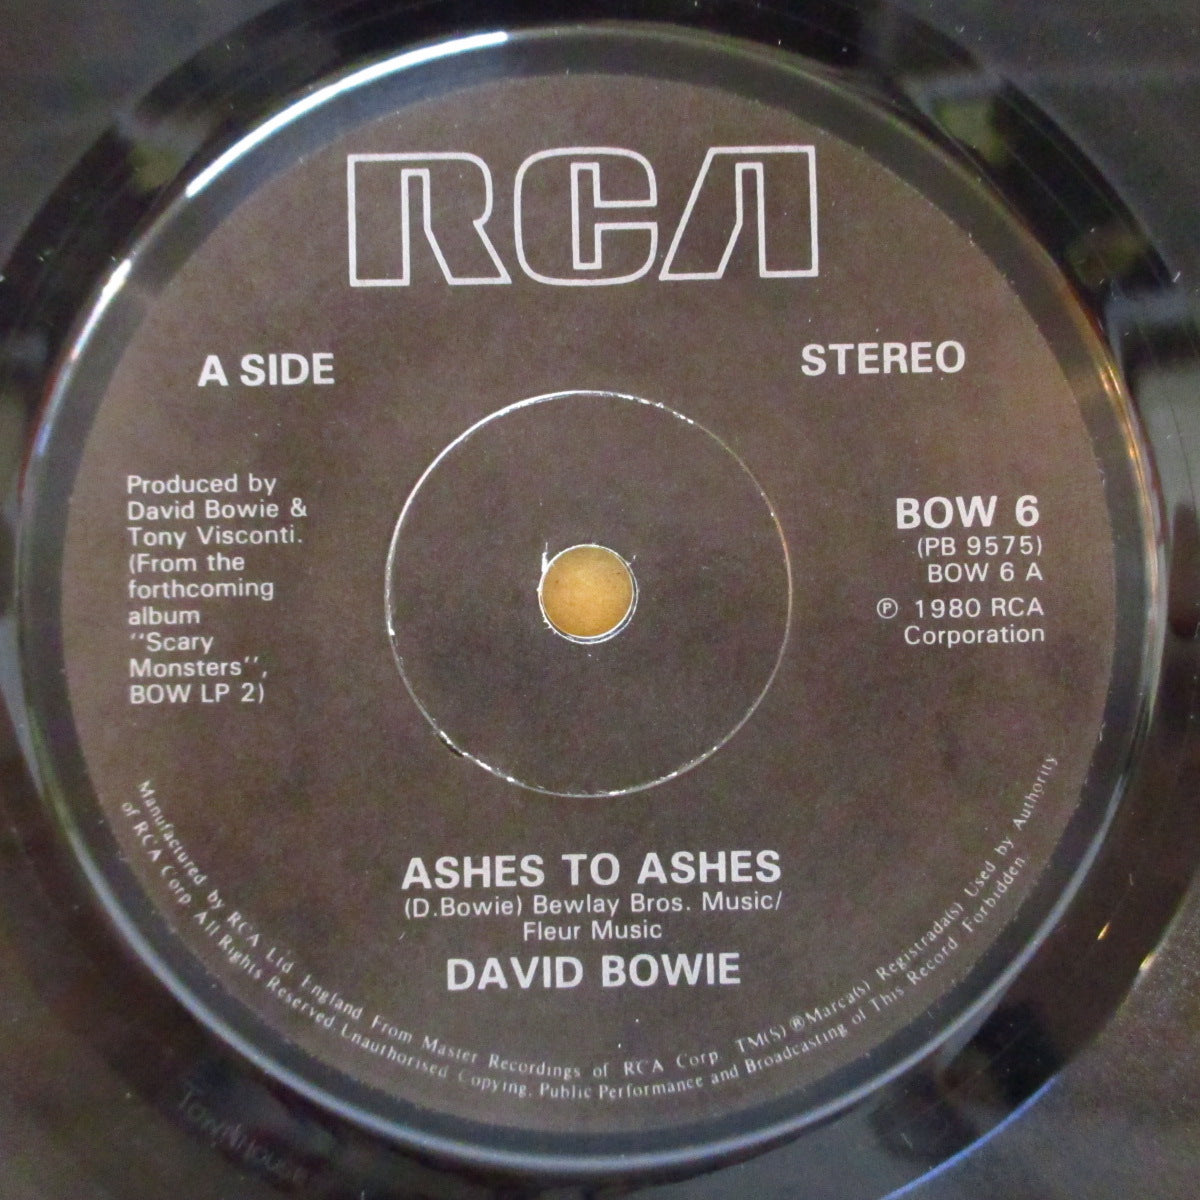 RCA
A SIDE
STEREO
Produced by
David Bowie &
Tony Visconti.
(From the
forthcoming
album
"Scary
Monsters",
BOW LP 2)
BOW 6
(PB 9575)
BOW 6 A
℗ 1980 RCA
Corporation
ASHES TO ASHES
(D.Bowie) Bewlay Bros. Music/
Fleur Music
DAVID BOWIE
Manufactured by RCA Ltd England From Master Recordings of RCA Corp TM(S) ® Marca(s) Registrada(s) Used by Authority
of RCA Corp All Rights Reserved Unauthorised Copying, Public Performance and Broadcasting of This Record Forbidden